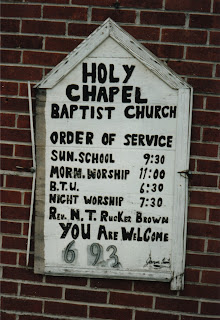 HOLY
CHAPEL
BAPTIST CHURCH
ORDER OF SERVICE
SUN. SCHOOL 9:30
MORN. WORSHIP 11:00
B.T.U. 6:30
NIGHT WORSHIP 7:30
REV. N.T. RUCKER BROWN
YOU ARE WELCOME
693